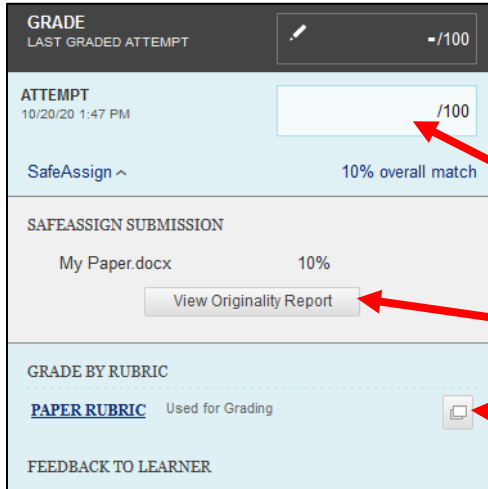 GRADE
LAST GRADED ATTEMPT
-/100
ATTEMPT
10/20/20 1:47 PM
/100
SafeAssign
10% overall match
SAFEASSIGN SUBMISSION
My Paper.docx 10%
View Originality Report
GRADE BY RUBRIC
PAPER RUBRIC Used for Grading
FEEDBACK TO LEARNER